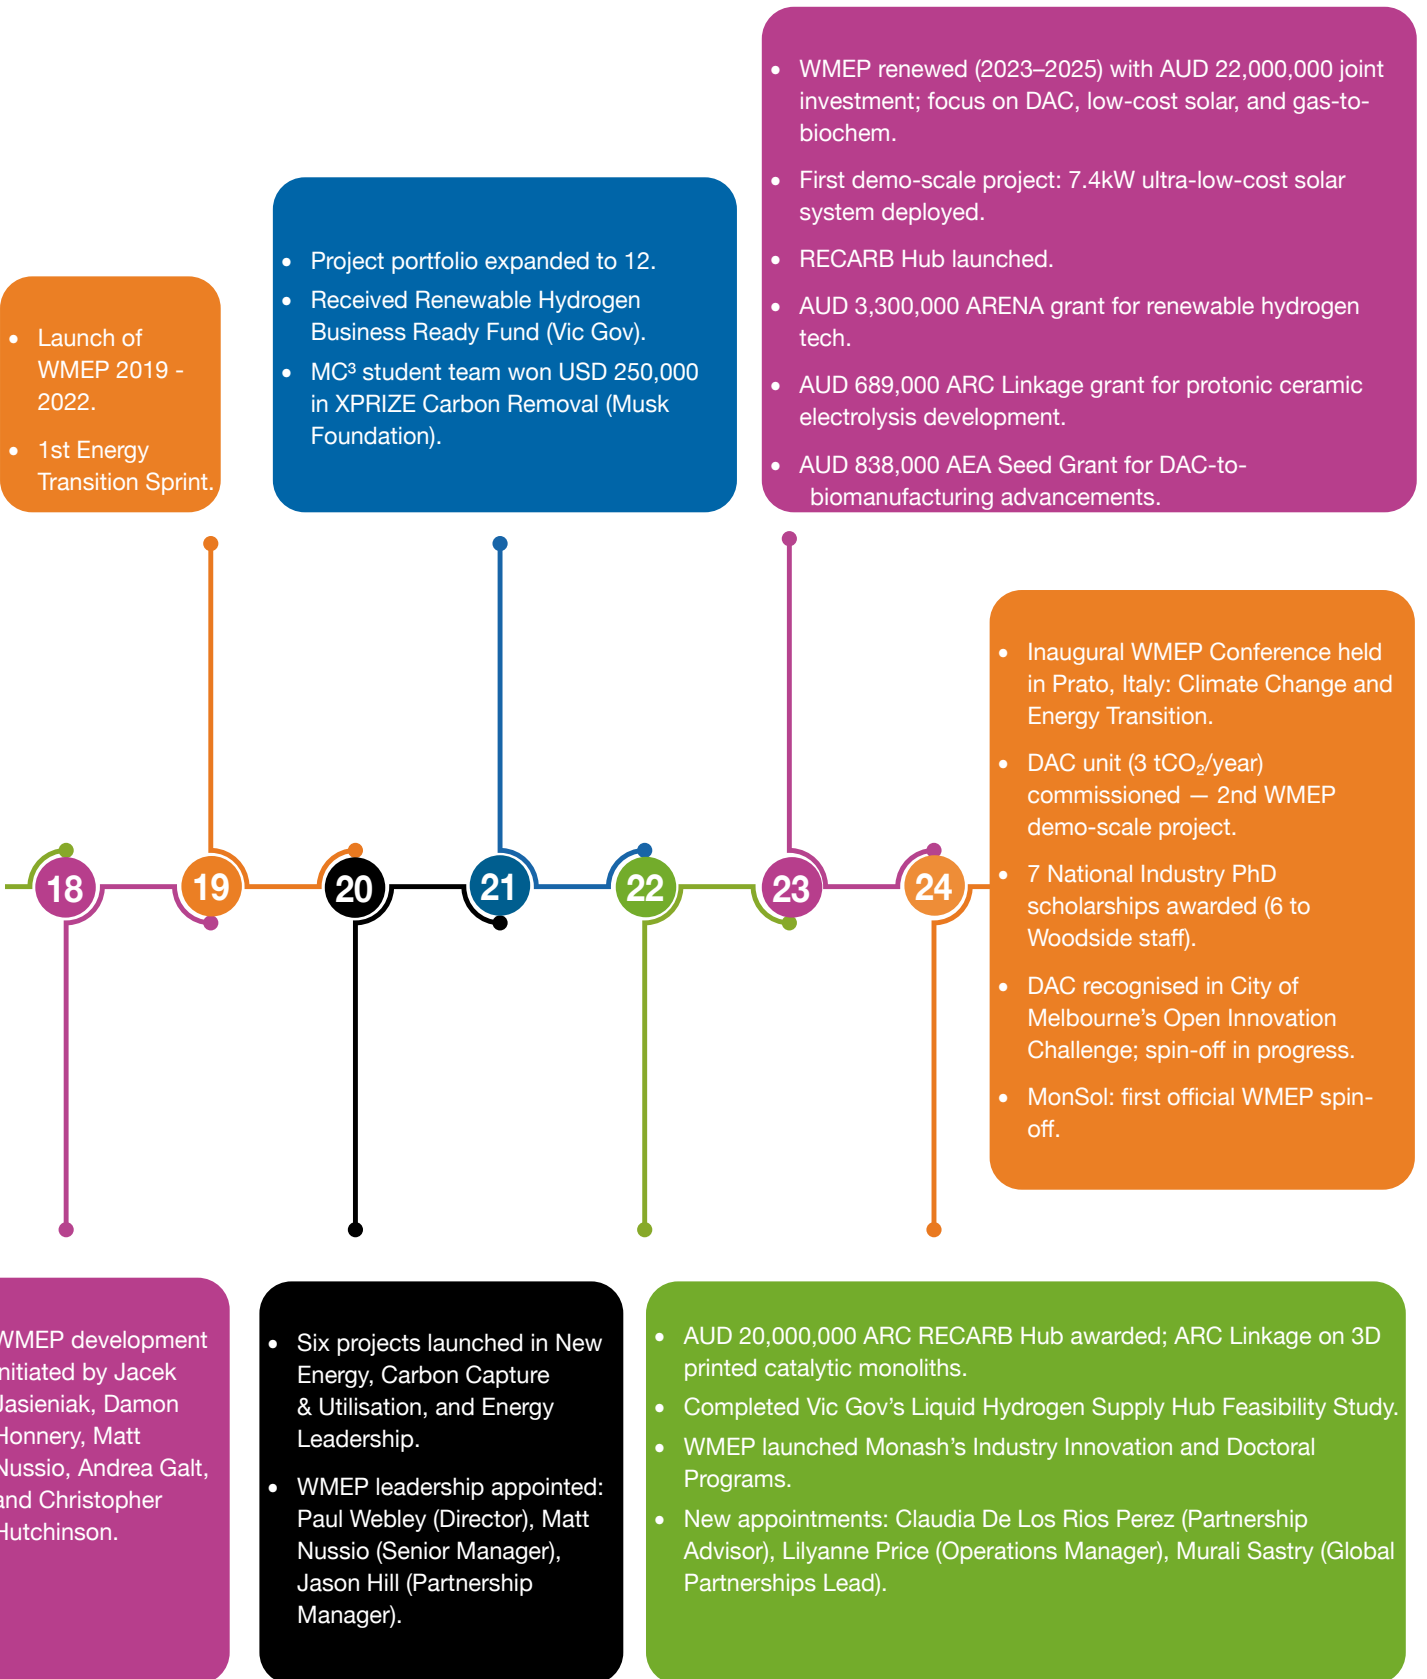 WMEP renewed (2023–2025) with AUD 22,000,000 joint
investment; focus on DAC, low-cost solar, and gas-to-
biochem.
First demo-scale project: 7.4kW ultra-low-cost solar
system deployed.
RECARB Hub launched.
AUD 3,300,000 ARENA grant for renewable hydrogen
tech.
AUD 689,000 ARC Linkage grant for protonic ceramic
electrolysis development.
AUD 838,000 AEA Seed Grant for DAC-to-
biomanufacturing advancements.
Project portfolio expanded to 12.
Received Renewable Hydrogen
Business Ready Fund (Vic Gov).
MC³ student team won USD 250,000
in XPRIZE Carbon Removal (Musk
Foundation).
Launch of
WMEP 2019 -
2022.
1st Energy
Transition Sprint.
18
19
20
21
22
23
24
Inaugural WMEP Conference held
in Prato, Italy: Climate Change and
Energy Transition.
DAC unit (3 tCO₂/year)
commissioned — 2nd WMEP
demo-scale project.
7 National Industry PhD
scholarships awarded (6 to
Woodside staff).
DAC recognised in City of
Melbourne’s Open Innovation
Challenge; spin-off in progress.
MonSol: first official WMEP spin-
off.
WMEP development
initiated by Jacek
Jasieniak, Damon
Honnery, Matt
Nussio, Andrea Galt,
and Christopher
Hutchinson.
Six projects launched in New
Energy, Carbon Capture
& Utilisation, and Energy
Leadership.
WMEP leadership appointed:
Paul Webley (Director), Matt
Nussio (Senior Manager),
Jason Hill (Partnership
Manager).
AUD 20,000,000 ARC RECARB Hub awarded; ARC Linkage on 3D
printed catalytic monoliths.
Completed Vic Gov’s Liquid Hydrogen Supply Hub Feasibility Study.
WMEP launched Monash’s Industry Innovation and Doctoral
Programs.
New appointments: Claudia De Los Rios Perez (Partnership
Advisor), Lilyanne Price (Operations Manager), Murali Sastry (Global
Partnerships Lead).